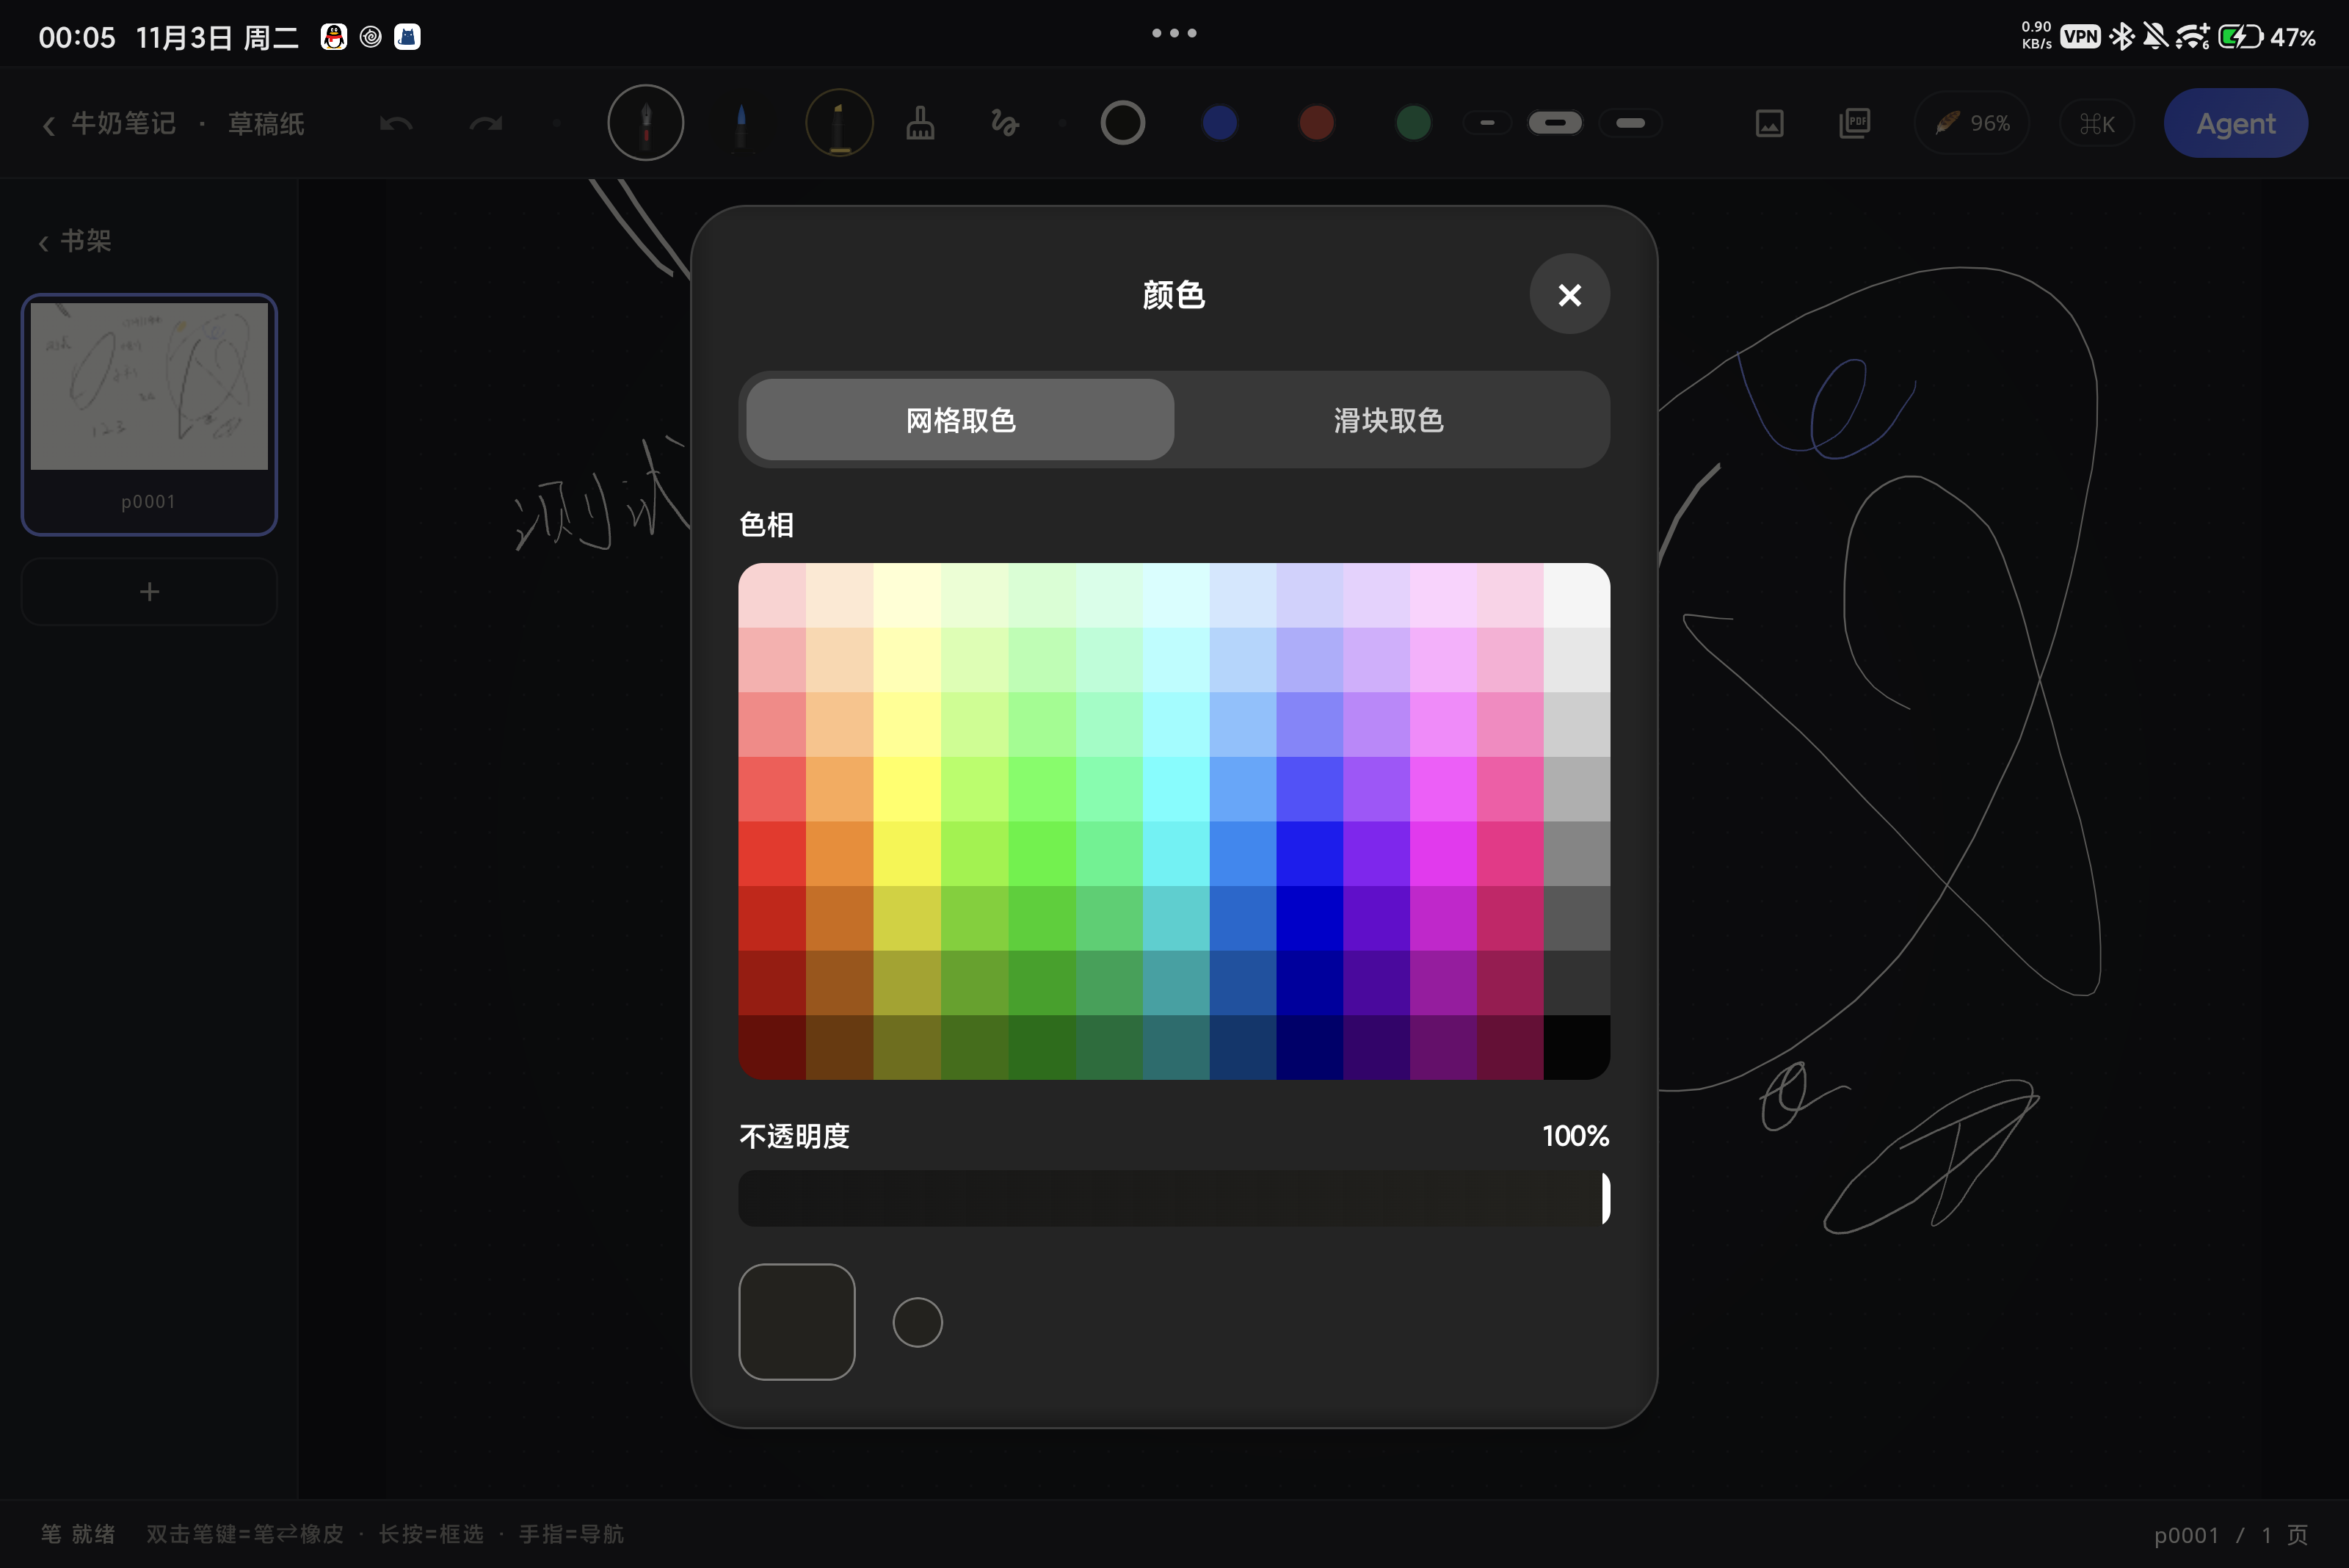 00:05 11月3日 周二
0.90 KB/s VPN 6 47%
牛奶笔记 · 草稿纸
PDF 96% ⌘K Agent
书架
p0001
+
测试
颜色
网格取色 滑块取色
色相
不透明度 100%
笔 就绪 双击笔键=笔⇄橡皮 · 长按=框选 · 手指=导航
p0001 / 1 页